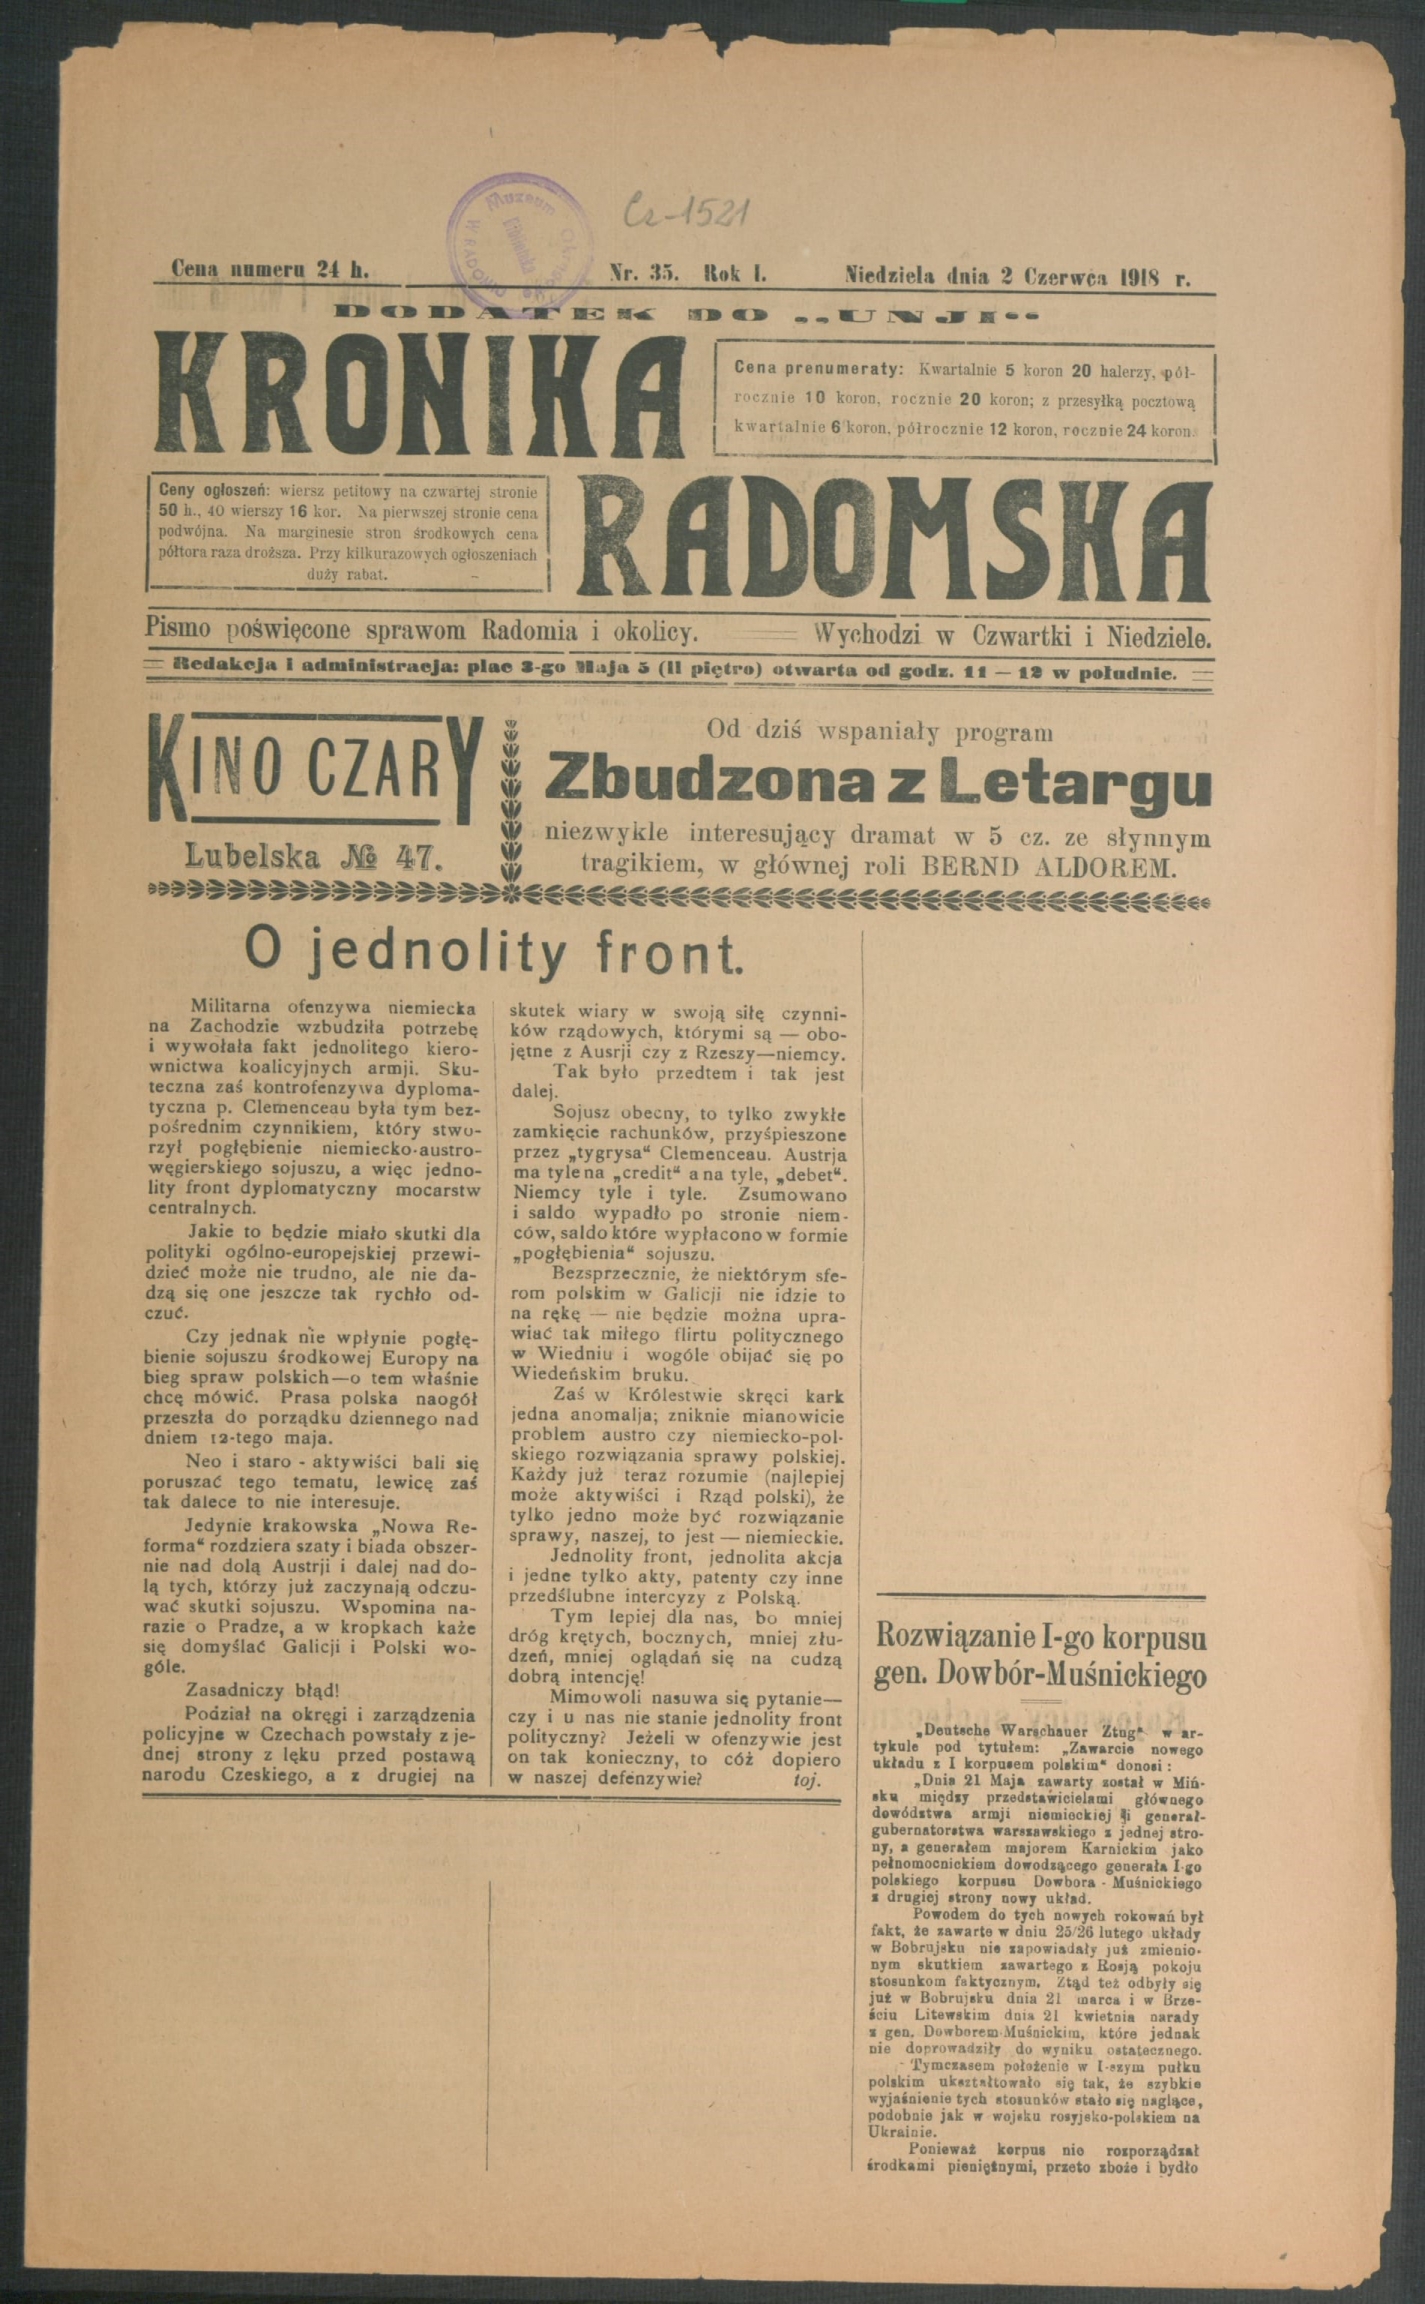 Muzeum Okręgowe
W RADOMIU
Biblioteka
Cz-1521
Cena numeru 24 h.
Nr. 35. Rok I.
Niedziela dnia 2 Czerwca 1918 r.
DODATEK DO „UNJI"
KRONIKA
Cena prenumeraty: Kwartalnie 5 koron 20 halerzy, pół-
rocznie 10 koron, rocznie 20 koron; z przesyłką pocztową
kwartalnie 6 koron, półrocznie 12 koron, rocznie 24 koron.
Ceny ogłoszeń: wiersz petitowy na czwartej stronie
50 h., 40 wierszy 16 kor. Na pierwszej stronie cena
podwójna. Na marginesie stron środkowych cena
półtora raza droższa. Przy kilkurazowych ogłoszeniach
duży rabat.
RADOMSKA
Pismo poświęcone sprawom Radomia i okolicy.
Wychodzi w Czwartki i Niedziele.
Redakcja i administracja: plac 3-go Maja 5 (II piętro) otwarta od godz. 11 — 12 w południe.
KINO CZARY
Lubelska № 47.
Od dziś wspaniały program
Zbudzona z Letargu
niezwykle interesujący dramat w 5 cz. ze słynnym
tragikiem, w głównej roli BERND ALDOREM.
O jednolity front.
Militarna ofenzywa niemiecka
na Zachodzie wzbudziła potrzebę
i wywołała fakt jednolitego kiero-
wnictwa koalicyjnych armji. Sku-
teczna zaś kontrofenzywa dyploma-
tyczna p. Clemenceau była tym bez-
pośrednim czynnikiem, który stwo-
rzył pogłębienie niemiecko-austro-
węgierskiego sojuszu, a więc jedno-
lity front dyplomatyczny mocarstw
centralnych.
Jakie to będzie miało skutki dla
polityki ogólno-europejskiej przewi-
dzieć może nie trudno, ale nie da-
dzą się one jeszcze tak rychło od-
czuć.
Czy jednak nie wpłynie pogłę-
bienie sojuszu środkowej Europy na
bieg spraw polskich—o tem właśnie
chcę mówić. Prasa polska naogół
przeszła do porządku dziennego nad
dniem 12-tego maja.
Neo i staro - aktywiści bali się
poruszać tego tematu, lewicę zaś
tak dalece to nie interesuje.
Jedynie krakowska „Nowa Re-
forma" rozdziera szaty i biada obszer-
nie nad dolą Austrji i dalej nad do-
lą tych, którzy już zaczynają odczu-
wać skutki sojuszu. Wspomina na-
razie o Pradze, a w kropkach każe
się domyślać Galicji i Polski wo-
góle.
Zasadniczy błąd!
Podział na okręgi i zarządzenia
policyjne w Czechach powstały z je-
dnej strony z lęku przed postawą
narodu Czeskiego, a z drugiej na
skutek wiary w swoją siłę czynni-
ków rządowych, którymi są — obo-
jętne z Ausrji czy z Rzeszy—niemcy.
Tak było przedtem i tak jest
dalej.
Sojusz obecny, to tylko zwykłe
zamkięcie rachunków, przyśpieszone
przez „tygrysa" Clemenceau. Austrja
ma tyle na „credit" a na tyle, „debet".
Niemcy tyle i tyle. Zsumowano
i saldo wypadło po stronie niem-
ców, saldo które wypłacono w formie
„pogłębienia" sojuszu.
Bezsprzecznie, że niektórym sfe-
rom polskim w Galicji nie idzie to
na rękę — nie będzie można upra-
wiać tak miłego flirtu politycznego
w Wiedniu i wogóle obijać się po
Wiedeńskim bruku.
Zaś w Królestwie skręci kark
jedna anomalja; zniknie mianowicie
problem austro czy niemiecko-pol-
skiego rozwiązania sprawy polskiej.
Każdy już teraz rozumie (najlepiej
może aktywiści i Rząd polski), że
tylko jedno może być rozwiązanie
sprawy, naszej, to jest — niemieckie.
Jednolity front, jednolita akcja
i jedne tylko akty, patenty czy inne
przedślubne intercyzy z Polską.
Tym lepiej dla nas, bo mniej
dróg krętych, bocznych, mniej złu-
dzeń, mniej oglądań się na cudzą
dobrą intencję!
Mimowoli nasuwa się pytanie—
czy i u nas nie stanie jednolity front
polityczny? Jeżeli w ofenzywie jest
on tak konieczny, to cóż dopiero
w naszej defenzywie? toj.
Rozwiązanie I-go korpusu
gen. Dowbór-Muśnickiego
„Deutsche Warschauer Ztng" w ar-
tykule pod tytułem: „Zawarcie nowego
układu z I korpusem polskim" donosi:
„Dnia 21 Maja zawarty został w Miń-
sku między przedstawicielami głównego
dowództwa armji niemieckiej i generał-
gubernatorstwa warszawskiego z jednej stro-
ny, a generałem majorem Karnickim jako
pełnomocnickiem dowodzącego generała I-go
polskiego korpusu Dowbora - Muśnickiego
z drugiej strony nowy układ.
Powodem do tych nowych rokowań był
fakt, że zawarte w dniu 25/26 lutego układy
w Bobrujsku nie zapowiadały już zmienio-
nym skutkiem zawartego z Rosją pokoju
stosunkom faktycznym. Ztąd też odbyły się
już w Bobrujsku dnia 21 marca i w Brze-
ściu Litewskim dnia 21 kwietnia narady
z gen. Dowborem-Muśnickim, które jednak
nie doprowadziły do wyniku ostatecznego.
Tymczasem położenie w I-szym pułku
polskim ukształtowało się tak, że szybkie
wyjaśnienie tych stosunków stało się naglące,
podobnie jak w wojsku rosyjsko-polskiem na
Ukrainie.
Ponieważ korpus nie rozporządzał
środkami pieniężnymi, przeto zboże i bydło